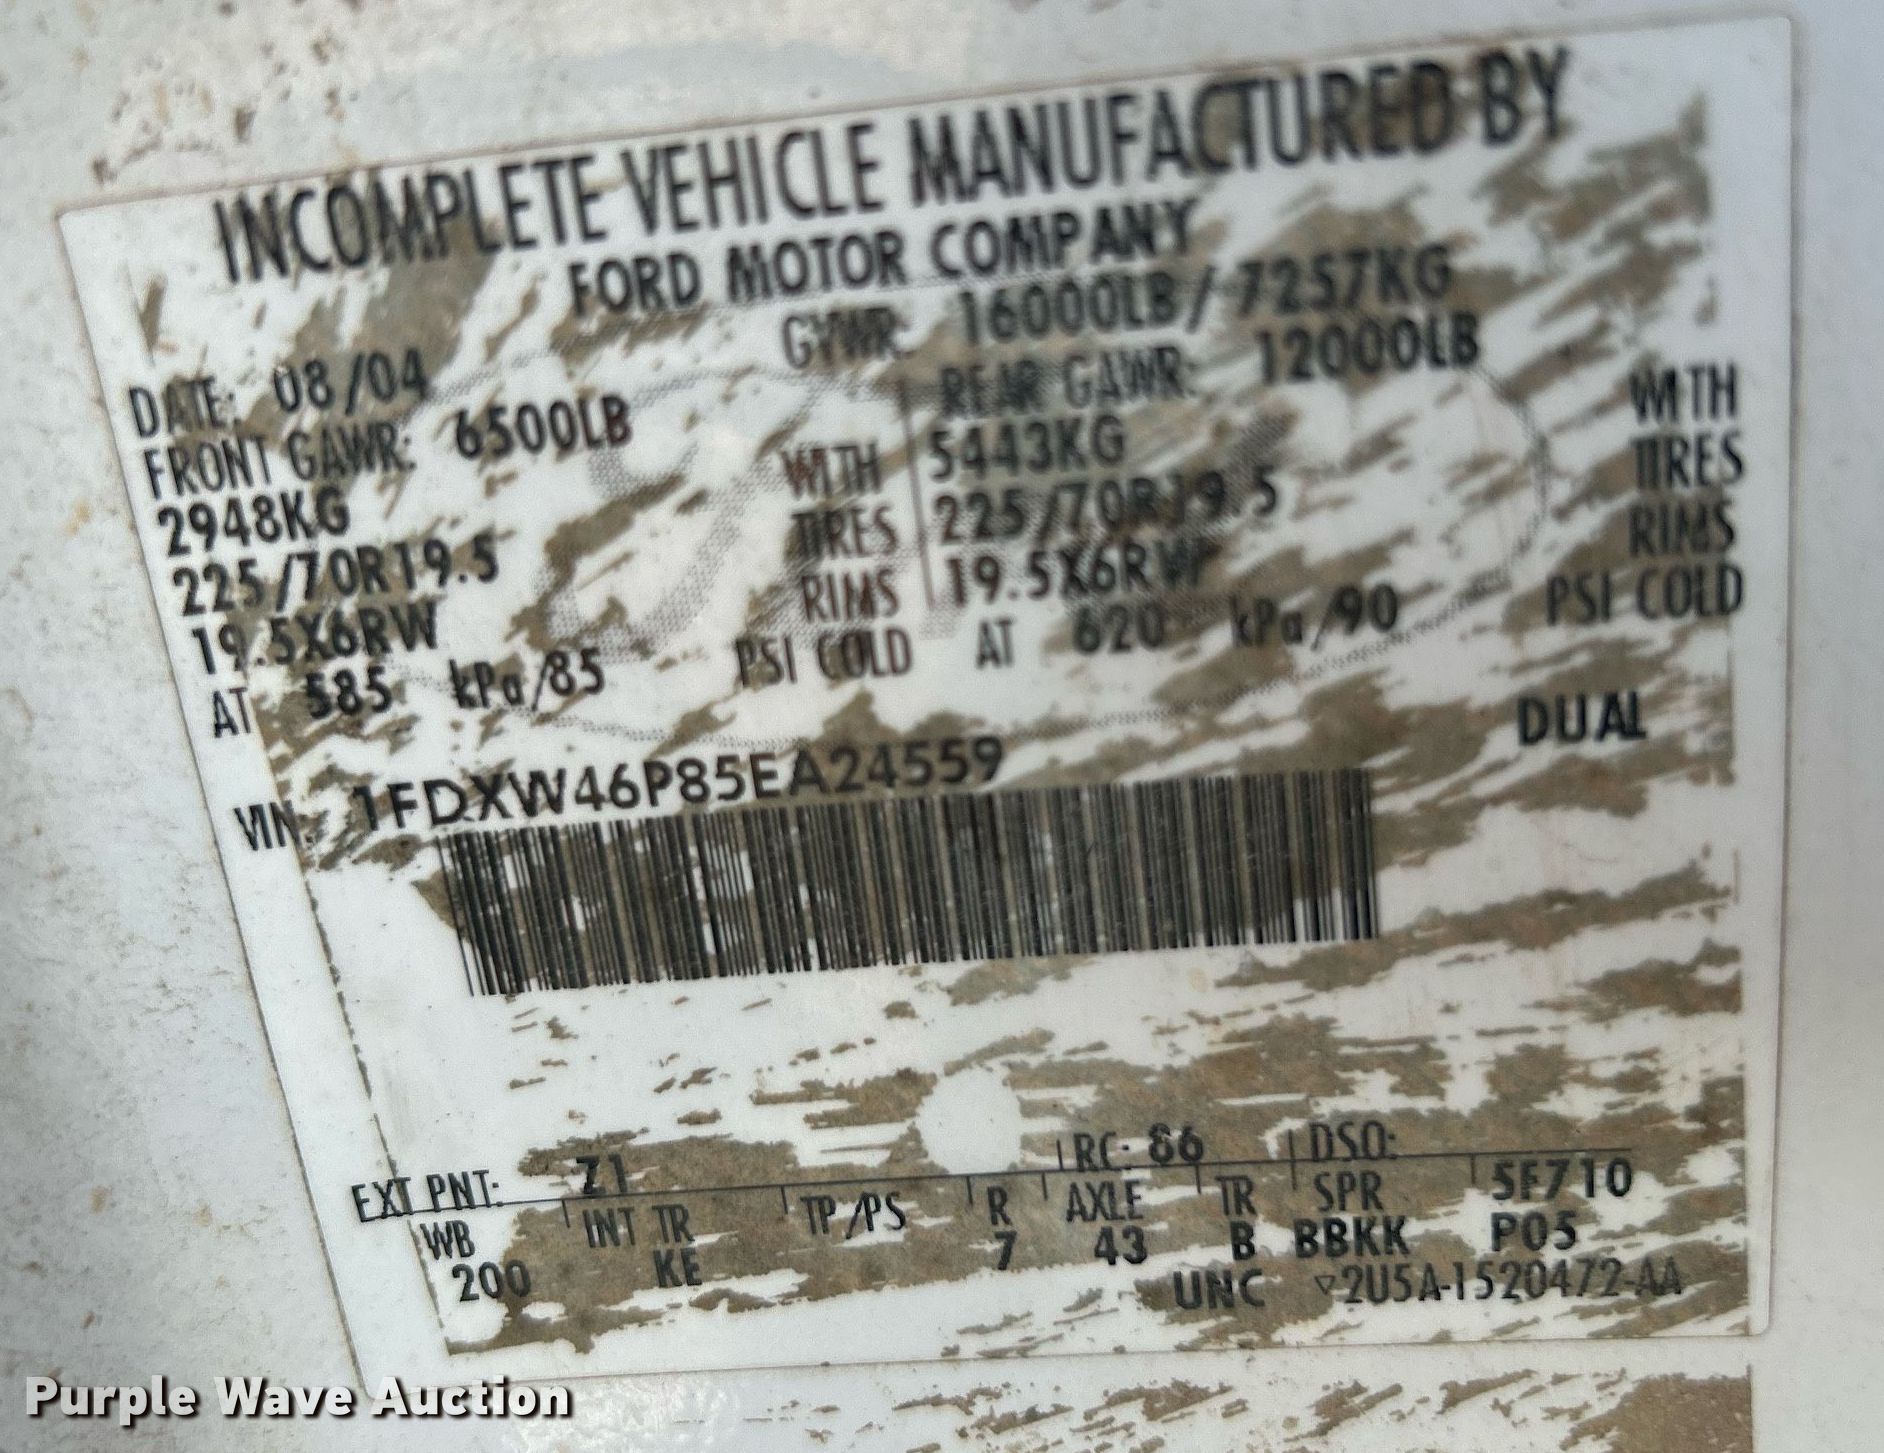 INCOMPLETE VEHICLE MANUFACTURED BY
FORD MOTOR COMPANY
DATE: 08/04 GVWR: 16000LB / 7257KG
FRONT GAWR: 6500LB REAR GAWR: 12000LB
2948KG WITH 5443KG WITH
225/70R19.5 TIRES 225/70R19.5 TIRES
19.5X6RW RIMS 19.5X6RW RIMS
AT 585 kPa/85 PSI COLD AT 620 kPa/90 PSI COLD
DUAL
VIN: 1FDXW46P85EA24559
EXT PNT: Z1 RC: 86 DSO:
WB INT TR TP/PS R AXLE TR SPR 5F710
200 KE 7 43 B BBKK P05
UNC ▽2U5A-1520472-AA
Purple Wave Auction